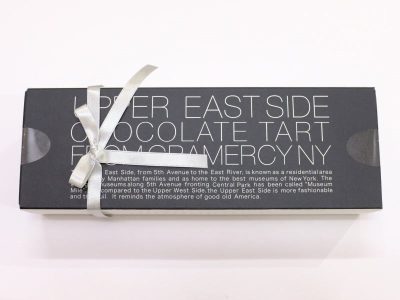 UPPER EAST SIDE
CHOCOLATE TART
FROM GRAMERCY NY
East Side, from 5th Avenue to the East River, is known as a residential area
Manhattan families and as home to the best museums of New York. The
museums along 5th Avenue fronting Central Park has been called "Museum
Mile compared to the Upper West Side, the Upper East Side is more fashionable
and It reminds the atmosphere of good old America.